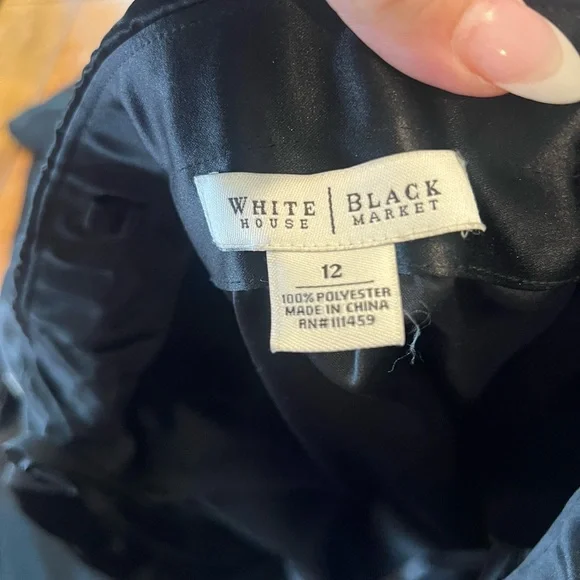 WHITE HOUSE | BLACK MARKET
12
100% POLYESTER
MADE IN CHINA
RN#111459